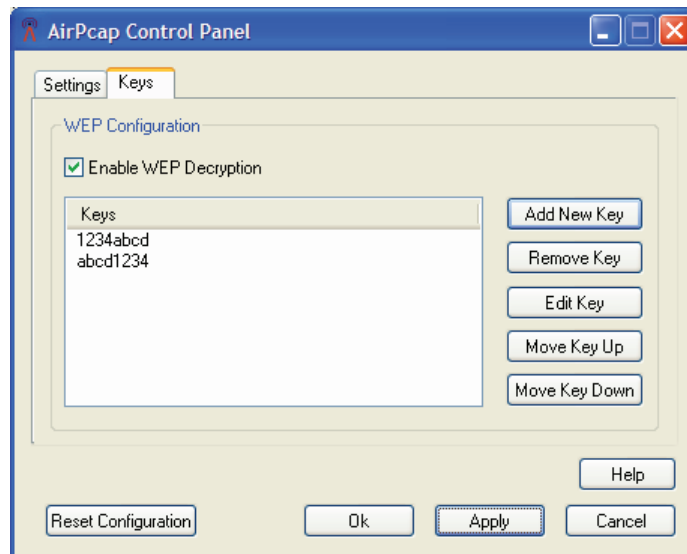 AirPcap Control Panel
Settings Keys
WEP Configuration
Enable WEP Decryption
Keys
1234abcd
abcd1234
Add New Key
Remove Key
Edit Key
Move Key Up
Move Key Down
Help
Reset Configuration Ok Apply Cancel